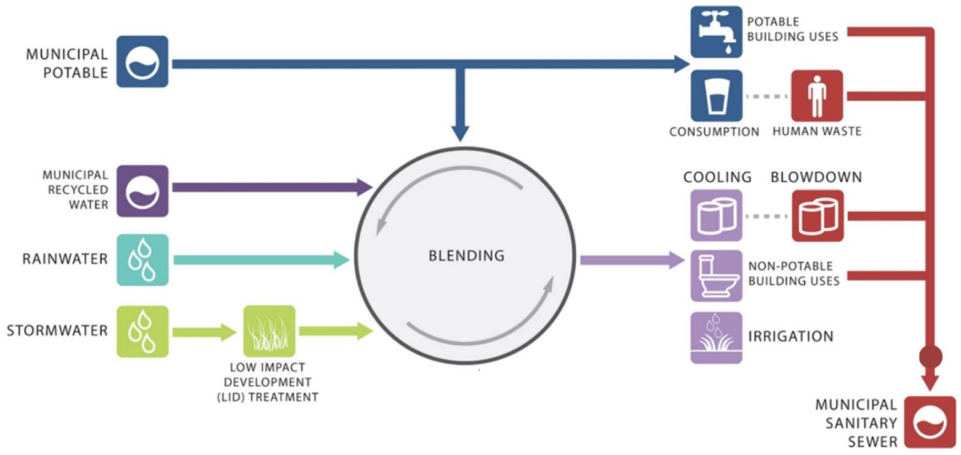 MUNICIPAL
POTABLE
POTABLE
BUILDING USES
CONSUMPTION
HUMAN WASTE
MUNICIPAL
RECYCLED
WATER
COOLING
BLOWDOWN
RAINWATER
BLENDING
NON-POTABLE
BUILDING USES
STORMWATER
IRRIGATION
LOW IMPACT
DEVELOPMENT
(LID) TREATMENT
MUNICIPAL
SANITARY
SEWER